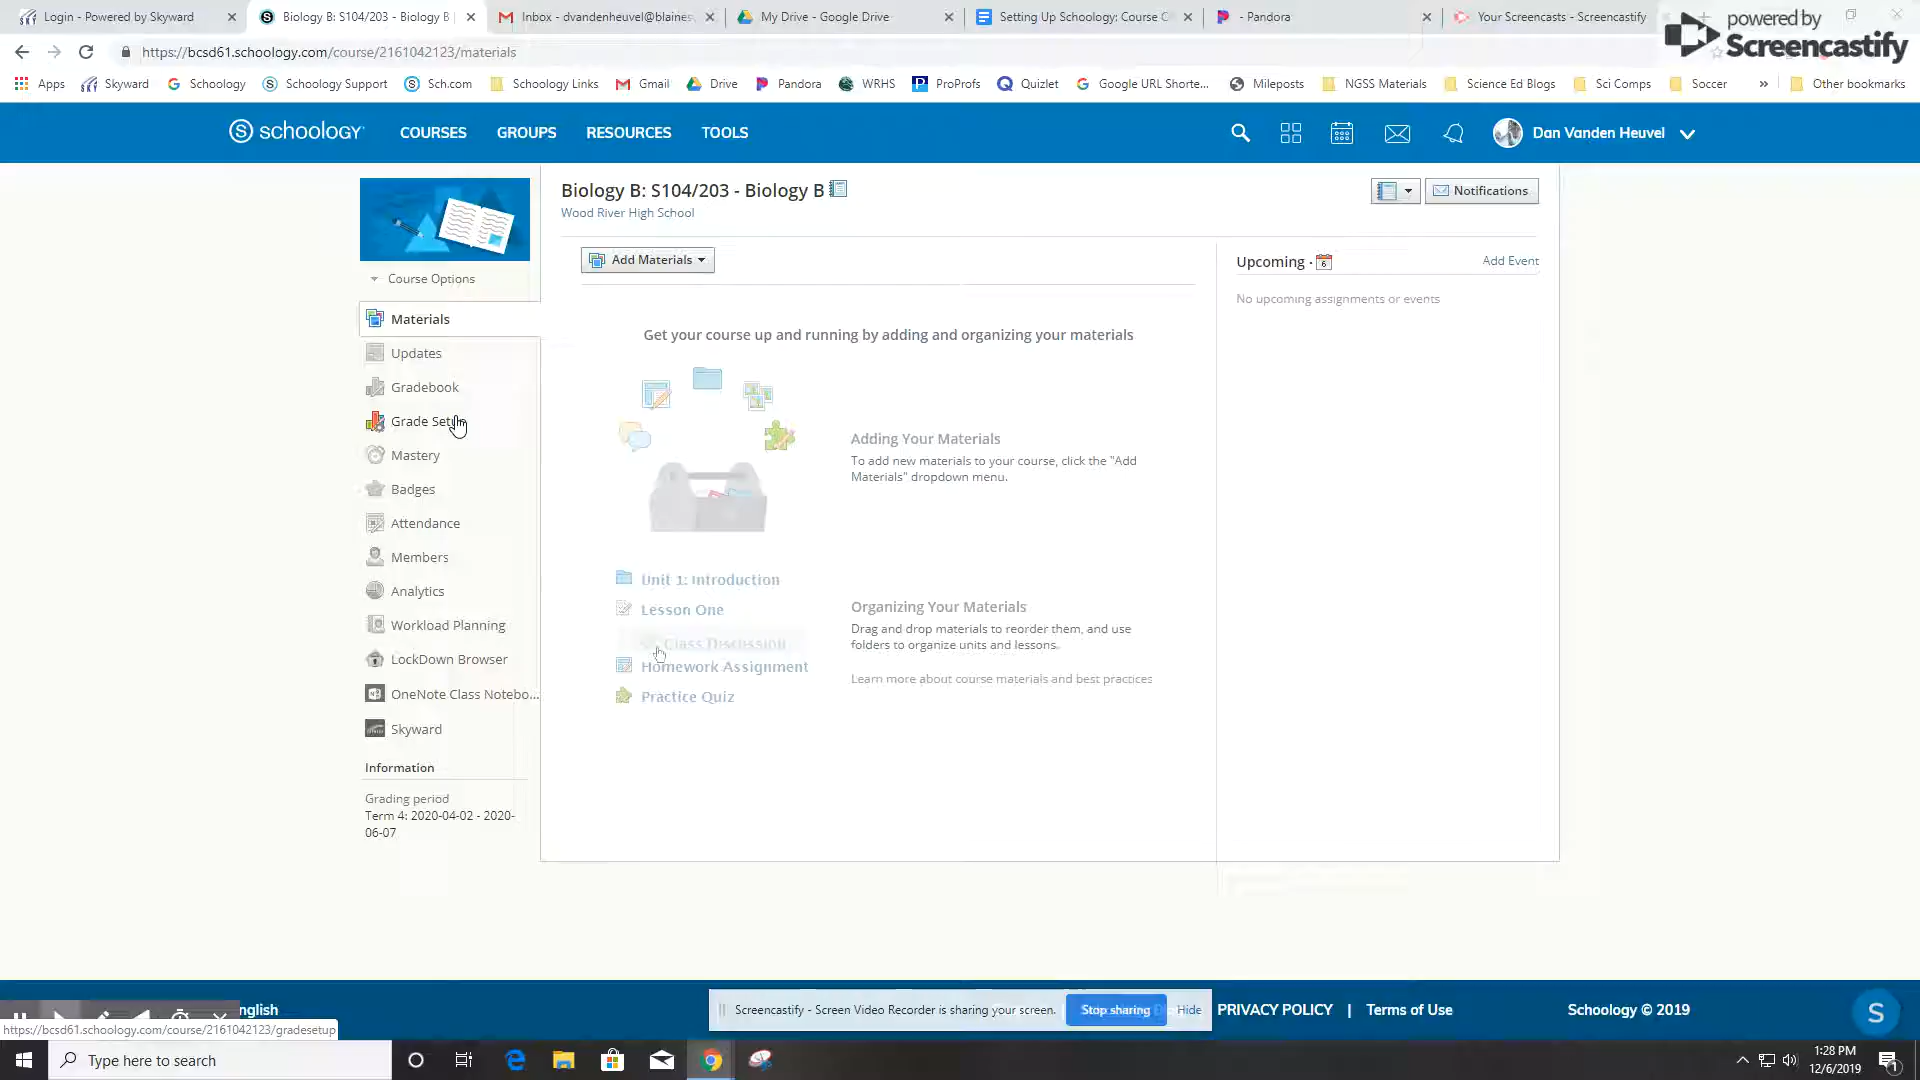 Login - Powered by Skyward
Biology B: S104/203 - Biology B |
Inbox - dvandenheuvel@blaines
My Drive - Google Drive
Setting Up Schoology: Course C
- Pandora
Your Screencasts - Screencastify
powered by
Screencastify
https://bcsd61.schoology.com/course/2161042123/materials
Apps
Skyward
Schoology
Schoology Support
Sch.com
Schoology Links
Gmail
Drive
Pandora
WRHS
ProProfs
Quizlet
Google URL Shorte...
Mileposts
NGSS Materials
Science Ed Blogs
Sci Comps
Soccer
»
Other bookmarks
schoology
COURSES
GROUPS
RESOURCES
TOOLS
Dan Vanden Heuvel
Biology B: S104/203 - Biology B
Wood River High School
Notifications
Course Options
Materials
Updates
Gradebook
Grade Setup
Mastery
Badges
Attendance
Members
Analytics
Workload Planning
LockDown Browser
OneNote Class Notebo...
Skyward
Information
Grading period
Term 4: 2020-04-02 - 2020-
06-07
Add Materials
Get your course up and running by adding and organizing your materials
Adding Your Materials
To add new materials to your course, click the "Add
Materials" dropdown menu.
Unit 1: Introduction
Lesson One
Class Discussion
Homework Assignment
Practice Quiz
Organizing Your Materials
Drag and drop materials to reorder them, and use
folders to organize units and lessons.
Learn more about course materials and best practices
Upcoming · 6
Add Event
No upcoming assignments or events
nglish
Screencastify - Screen Video Recorder is sharing your screen.
Stop sharing
Hide
PRIVACY POLICY | Terms of Use
Schoology © 2019
S
https://bcsd61.schoology.com/course/2161042123/gradesetup
Type here to search
1:28 PM
12/6/2019
1